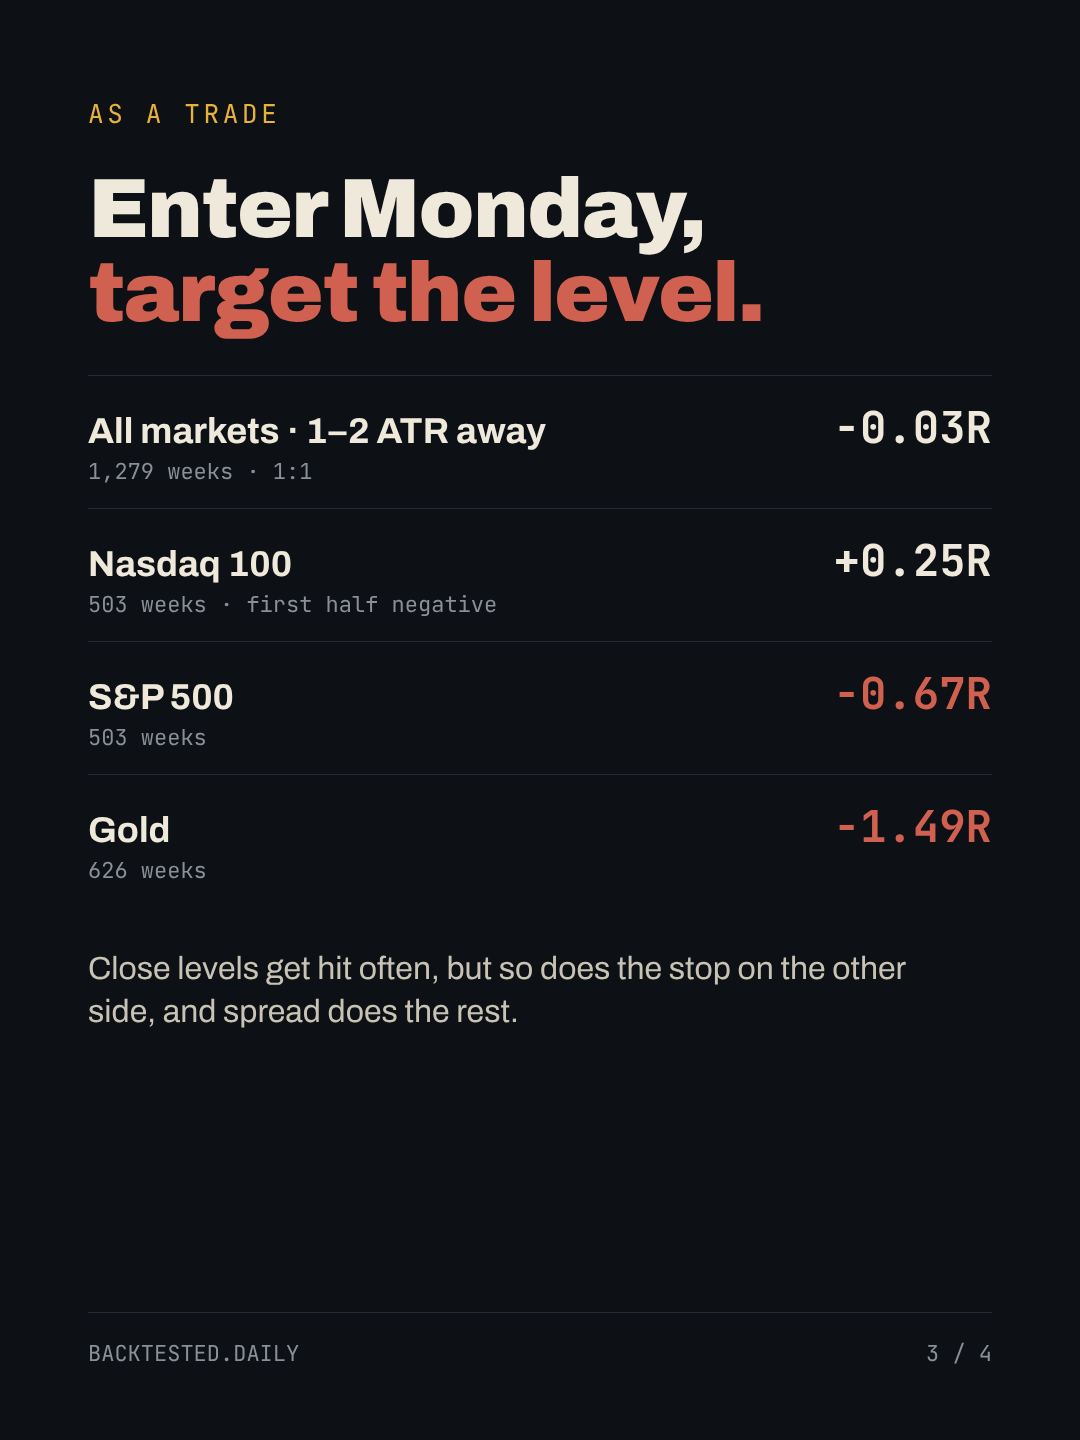 AS A TRADE
Enter Monday,
target the level.
All markets · 1–2 ATR away
-0.03R
1,279 weeks · 1:1
Nasdaq 100
+0.25R
503 weeks · first half negative
S&P 500
-0.67R
503 weeks
Gold
-1.49R
626 weeks
Close levels get hit often, but so does the stop on the other
side, and spread does the rest.
BACKTESTED.DAILY
3 / 4